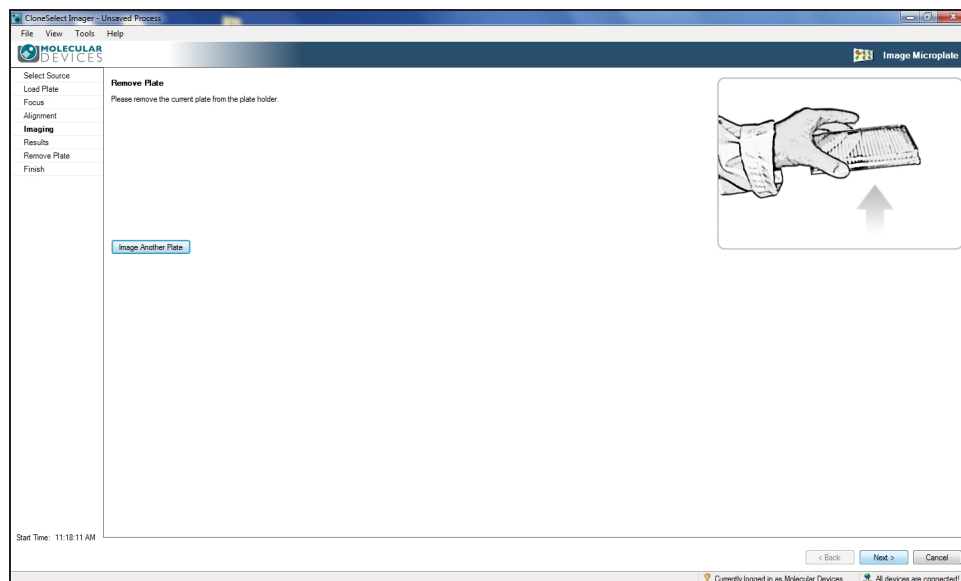 CloneSelect Imager - Unsaved Process
File View Tools Help
MOLECULAR
DEVICES
Image Microplate
Select Source
Load Plate
Focus
Alignment
Imaging
Results
Remove Plate
Finish
Remove Plate
Please remove the current plate from the plate holder.
Image Another Plate
Start Time: 11:18:11 AM
< Back
Next >
Cancel
Currently logged in as Molecular Devices
All devices are connected!